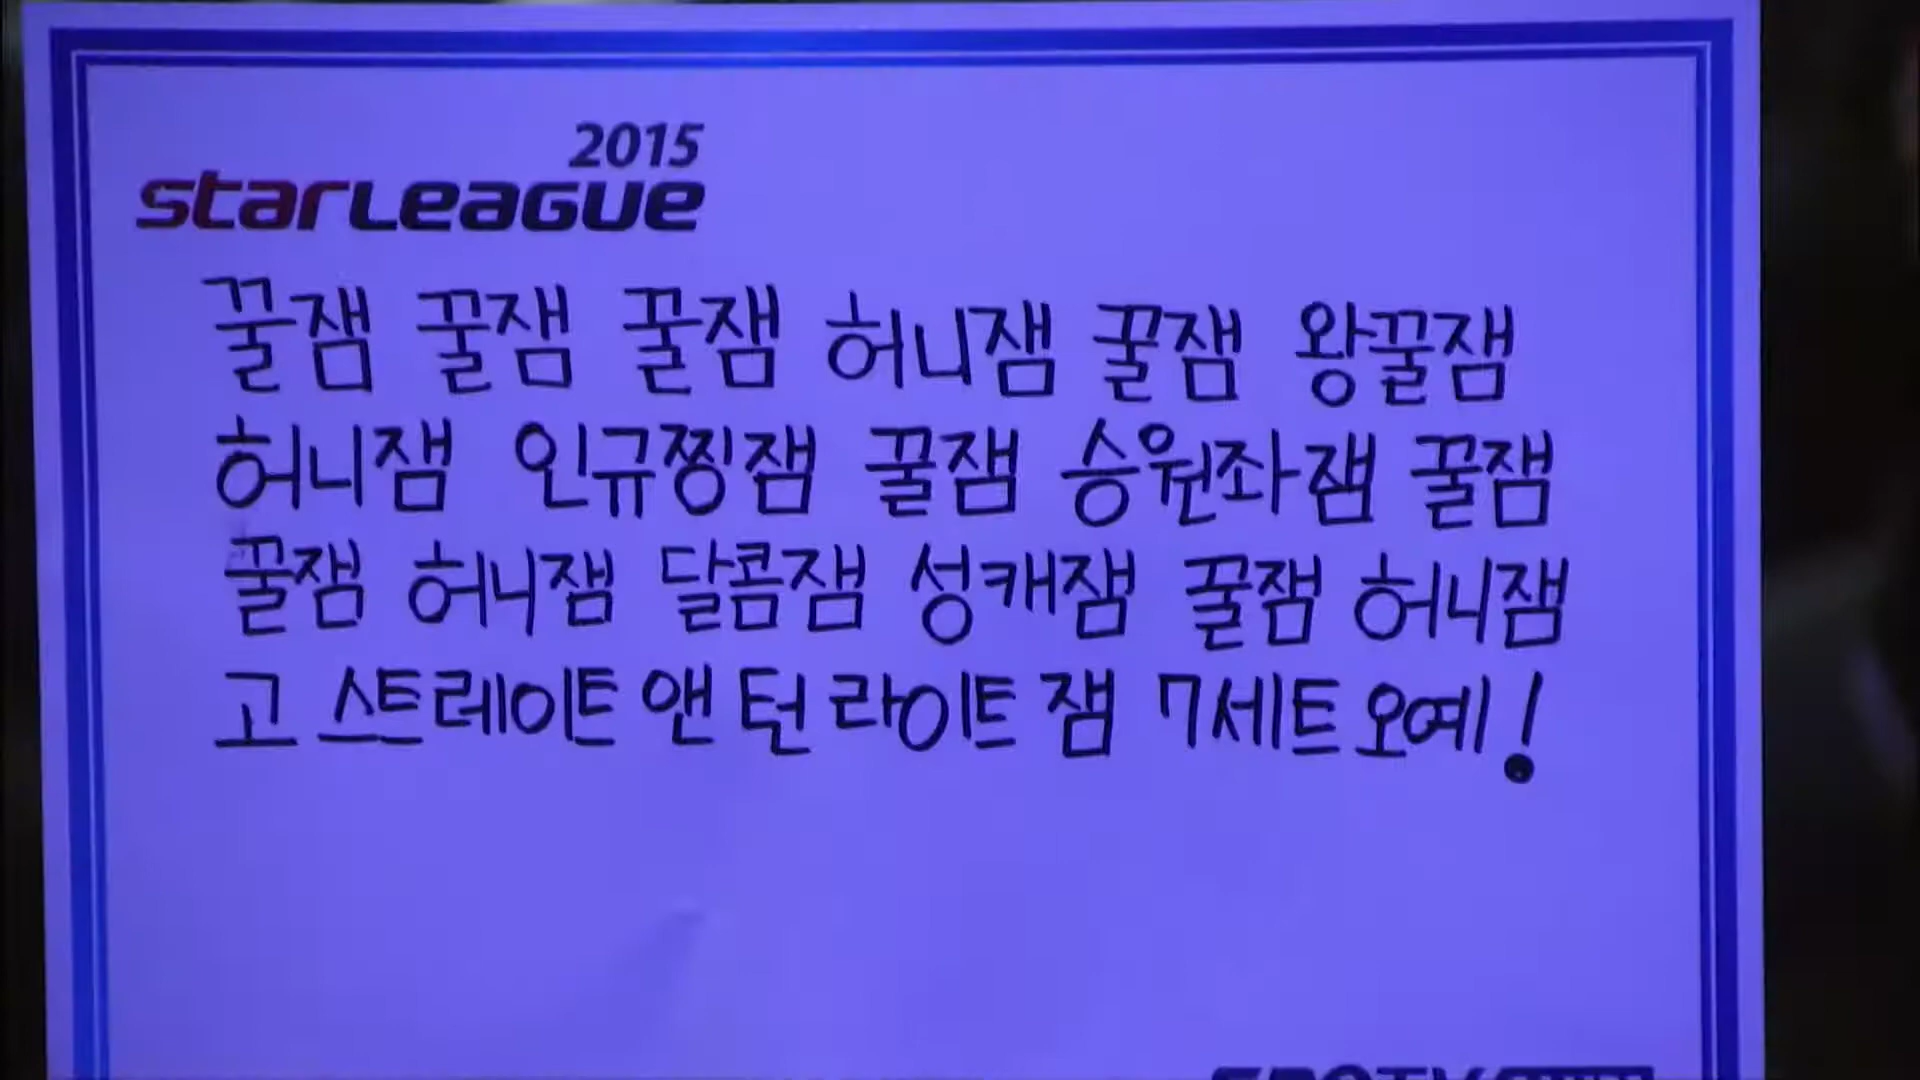 2015
starLeague
꿀잼 꿀잼 꿀잼 허니잼 꿀잼 왕꿀잼
허니잼 인규찡잼 꿀잼 승원좌잼 꿀잼
꿀잼 허니잼 달콤잼 성캐잼 꿀잼 허니잼
고 스트레이트 앤 턴 라이트 잼 7세트 오예!